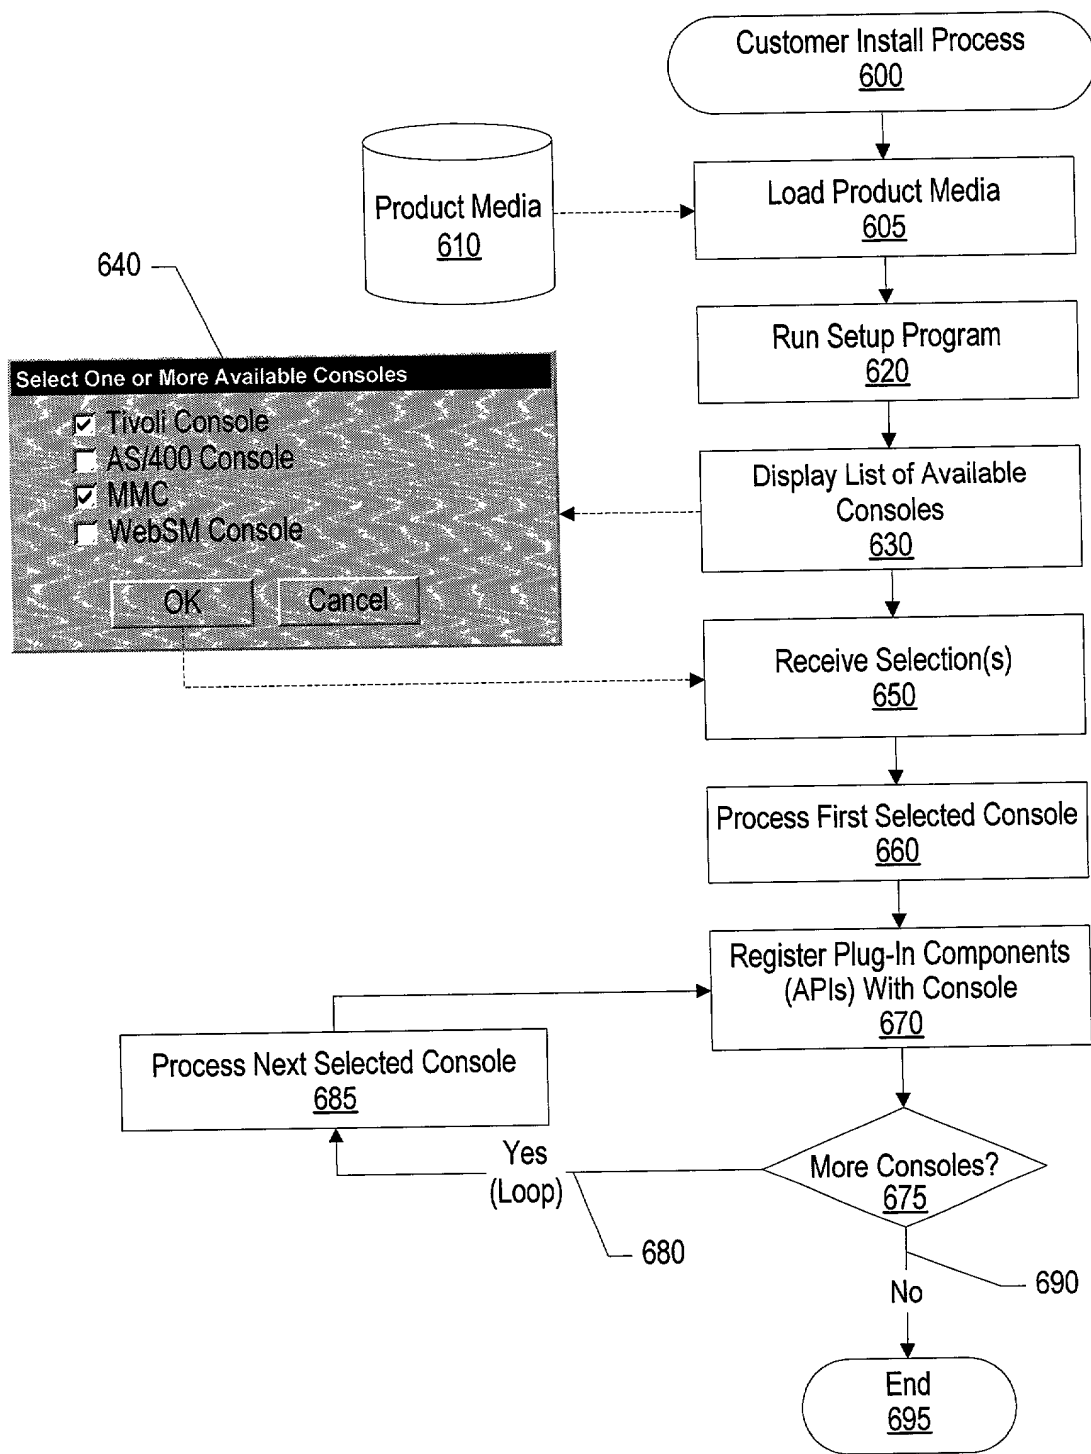 Customer Install Process
600
Product Media
610
Load Product Media
605
640
Run Setup Program
620
Select One or More Available Consoles
Tivoli Console
AS/400 Console
MMC
WebSM Console
OK
Cancel
Display List of Available
Consoles
630
Receive Selection(s)
650
Process First Selected Console
660
Register Plug-In Components
(APIs) With Console
670
Process Next Selected Console
685
Yes
(Loop)
More Consoles?
675
680
690
No
End
695